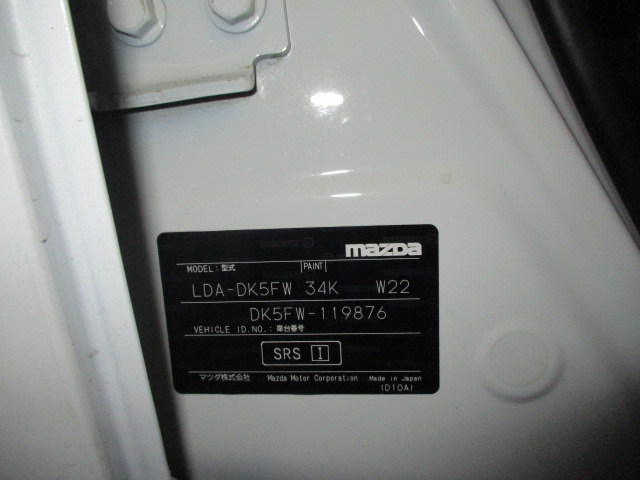 mazda
MODEL: 型式 PAINT
LDA-DK5FW 34K W22
DK5FW-119876
VEHICLE ID.NO.: 車台番号
SRS I
マツダ株式会社 Mazda Motor Corporation Made in Japan
(D10A)